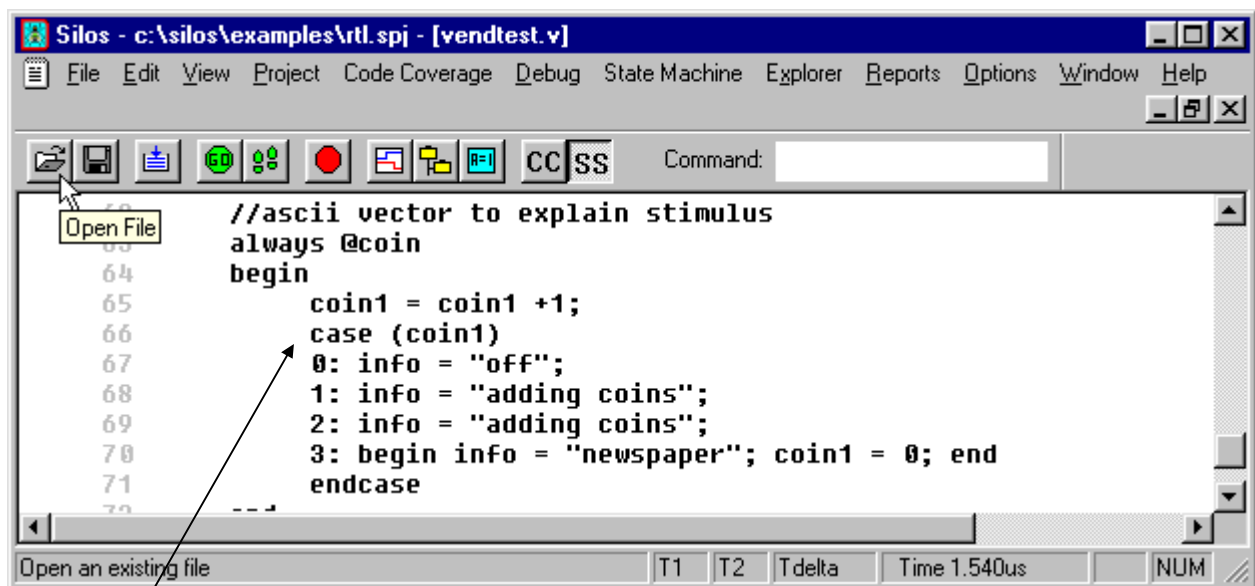 Silos - c:\silos\examples\rtl.spj - [vendtest.v]
File Edit View Project Code Coverage Debug State Machine Explorer Reports Options Window Help
GO A=1 CC SS Command:
//ascii vector to explain stimulus
Open File
always @coin
64 begin
65 coin1 = coin1 +1;
66 case (coin1)
67 0: info = "off";
68 1: info = "adding coins";
69 2: info = "adding coins";
70 3: begin info = "newspaper"; coin1 = 0; end
71 endcase
Open an existing file T1 T2 Tdelta Time 1.540us NUM